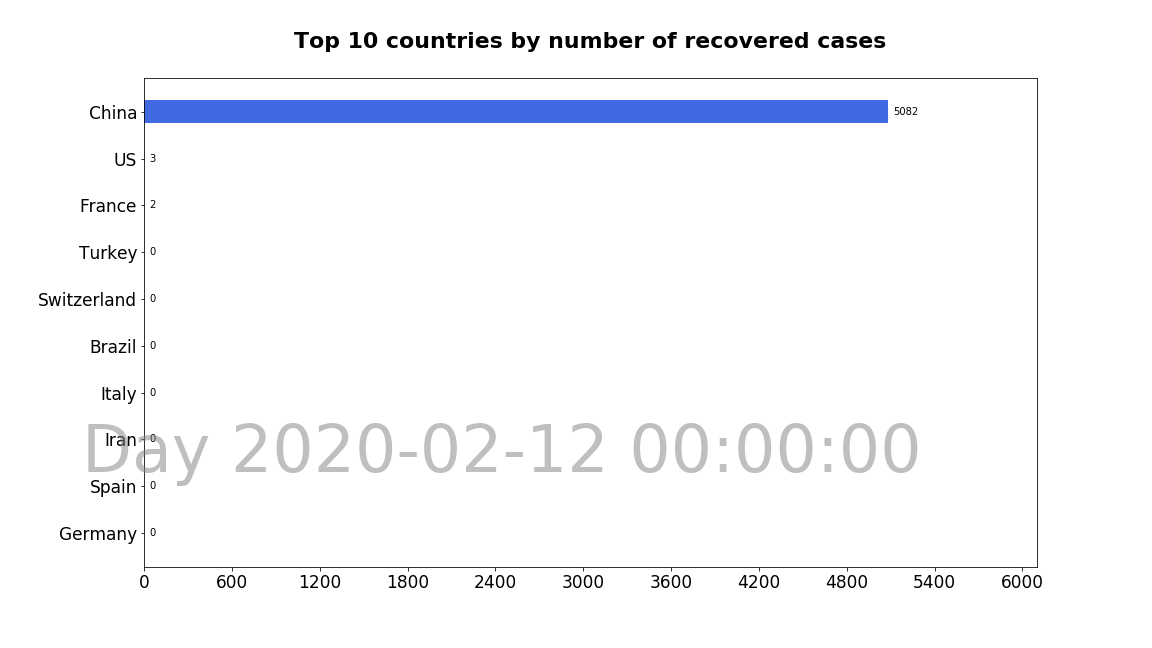 Top 10 countries by number of recovered cases
China 5082
US 3
France 2
Turkey 0
Switzerland 0
Brazil 0
Italy 0
Iran 0
Day 2020-02-12 00:00:00
Spain 0
Germany 0
0 600 1200 1800 2400 3000 3600 4200 4800 5400 6000